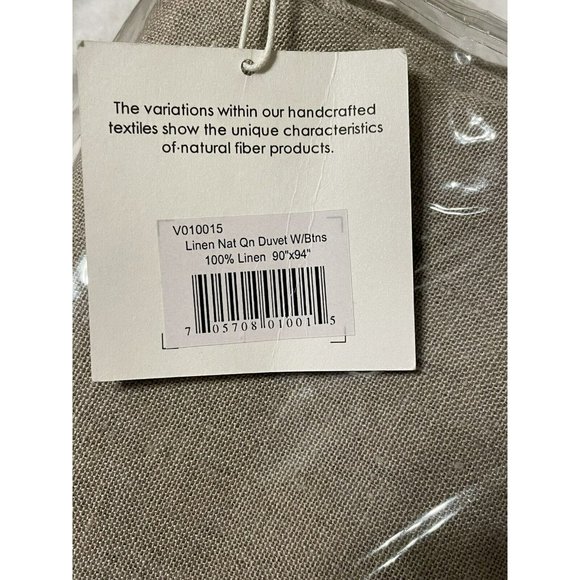 The variations within our handcrafted
textiles show the unique characteristics
of·natural fiber products.
V010015
Linen Nat Qn Duvet W/Btns
100% Linen 90"x94"
7 05708 01001 5